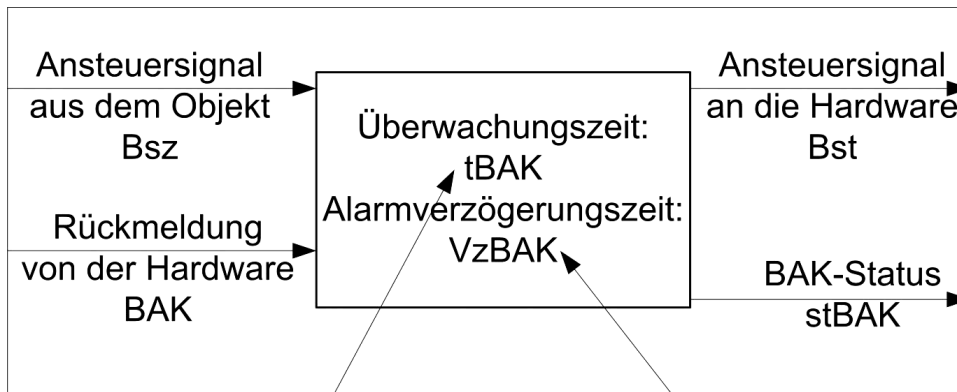 Ansteuersignal
aus dem Objekt
Bsz
Rückmeldung
von der Hardware
BAK
Überwachungszeit:
tBAK
Alarmverzögerungszeit:
VzBAK
Ansteuersignal
an die Hardware
Bst
BAK-Status
stBAK